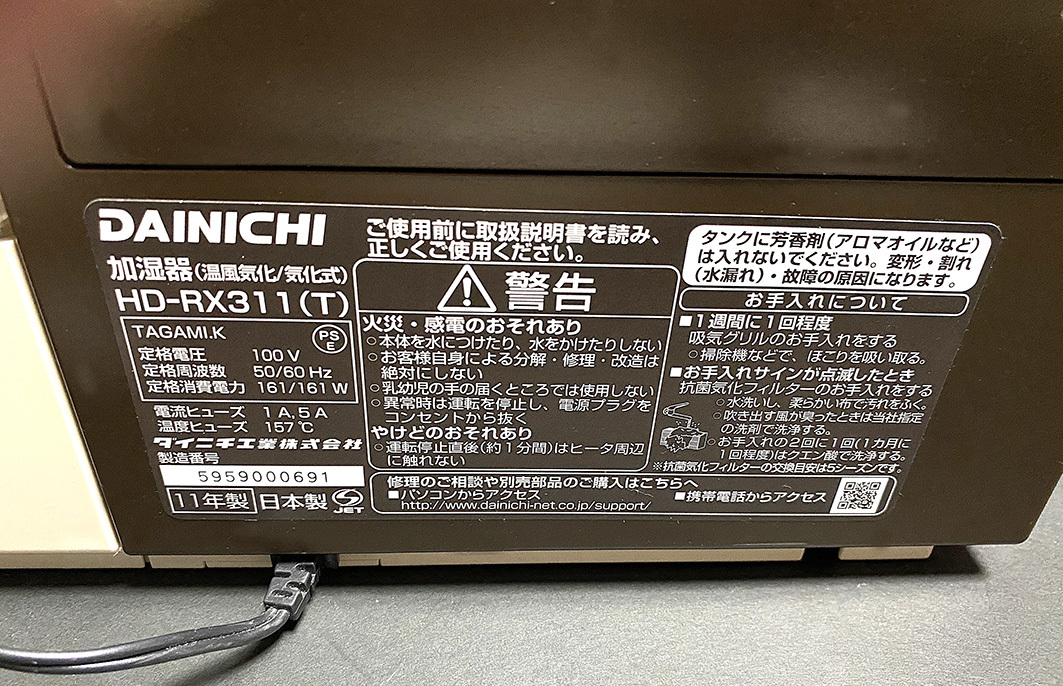 DAINICHI
加湿器(温風気化/気化式)
HD-RX311(T)
TAGAMI.K
PS
E
定格電圧 100V
定格周波数 50/60Hz
定格消費電力 161/161W
電流ヒューズ 1A,5A
温度ヒューズ 157℃
ダイニチ工業株式会社
製造番号
5959000691
11年製 日本製 JET
ご使用前に取扱説明書を読み、
正しくご使用ください。
警告
火災・感電のおそれあり
○本体を水につけたり、水をかけたりしない
○お客様自身による分解・修理・改造は
絶対にしない
○乳幼児の手の届くところでは使用しない
○異常時は運転を停止し、電源プラグを
コンセントから抜く
やけどのおそれあり
○運転停止直後(約1分間)はヒータ周辺
に触れない
タンクに芳香剤(アロマオイルなど)
は入れないでください。変形・割れ
(水漏れ)・故障の原因になります。
お手入れについて
■1週間に1回程度
吸気グリルのお手入れをする
○掃除機などで、ほこりを吸い取る。
■お手入れサインが点滅したとき
抗菌気化フィルターのお手入れをする
○水洗いし、柔らかい布で汚れをふく。
○吹き出す風が臭ったときは当社指定
の洗剤で洗浄する。
○お手入れの2回に1回(1カ月に
1回程度)はクエン酸で洗浄する。
※抗菌気化フィルターの交換目安は5シーズンです。
修理のご相談や別売部品のご購入はこちらへ
■パソコンからアクセス
http://www.dainichi-net.co.jp/support/
■携帯電話からアクセス